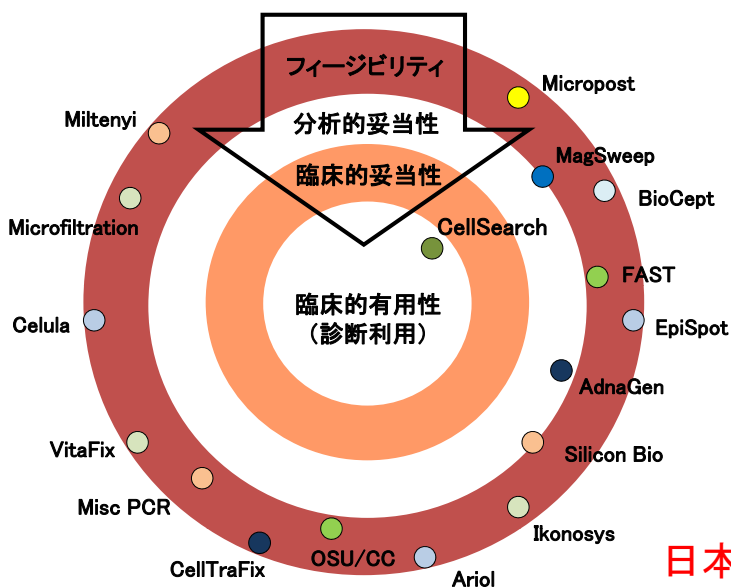 フィージビリティ
Micropost
Miltenyi
分析的妥当性
MagSweep
臨床的妥当性
BioCept
Microfiltration
CellSearch
FAST
臨床的有用性
(診断利用)
Celula
EpiSpot
AdnaGen
VitaFix
Silicon Bio
Misc PCR
Ikonosys
OSU/CC
CellTraFix
Ariol
日本